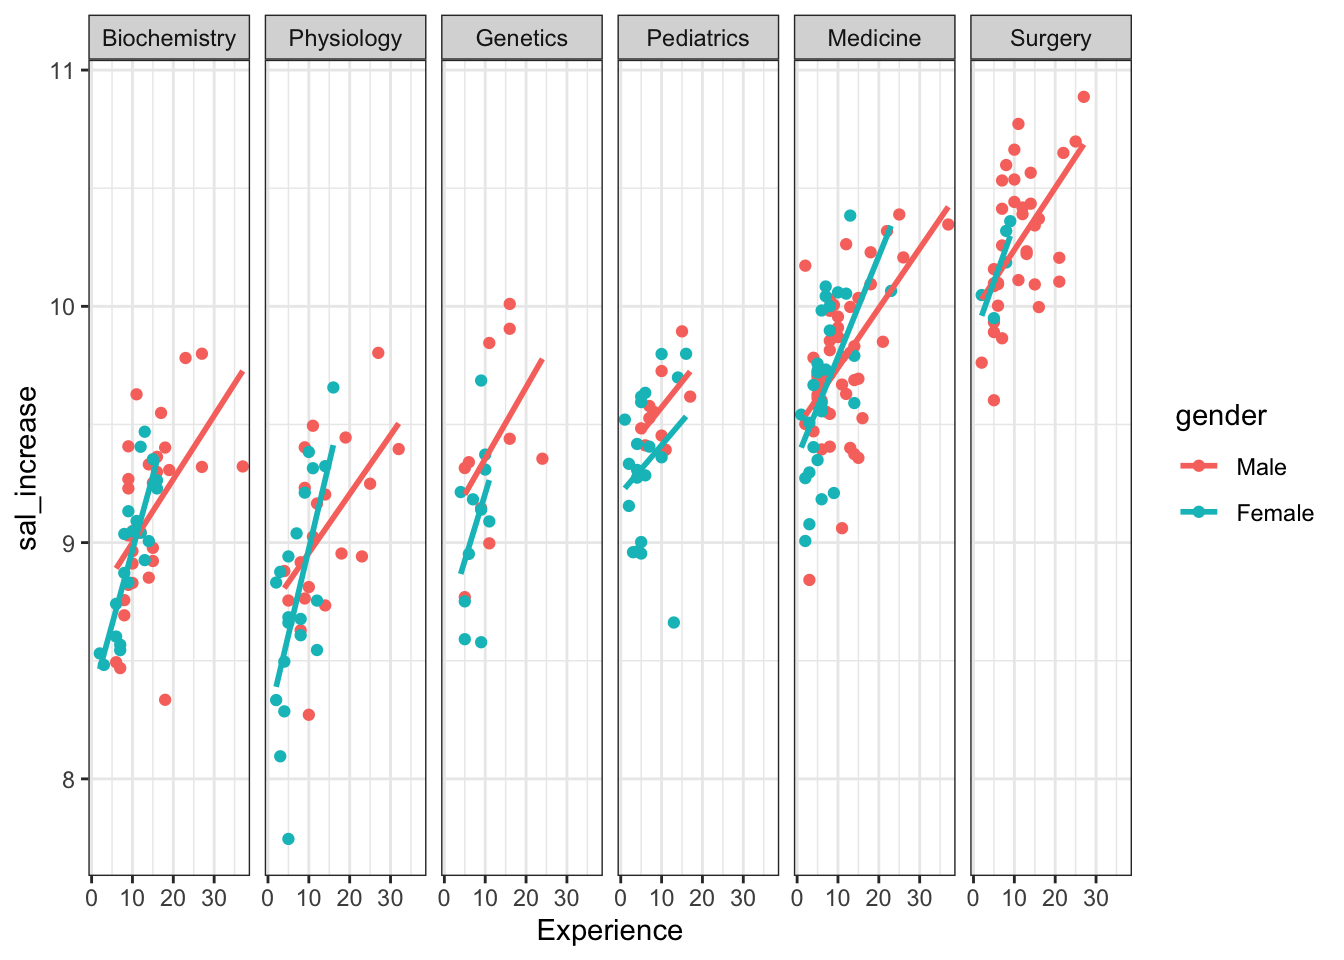 Biochemistry Physiology Genetics Pediatrics Medicine Surgery
11
10
9
8
sal_increase
0 10 20 30 0 10 20 30 0 10 20 30 0 10 20 30 0 10 20 30 0 10 20 30
Experience
gender
Male
Female